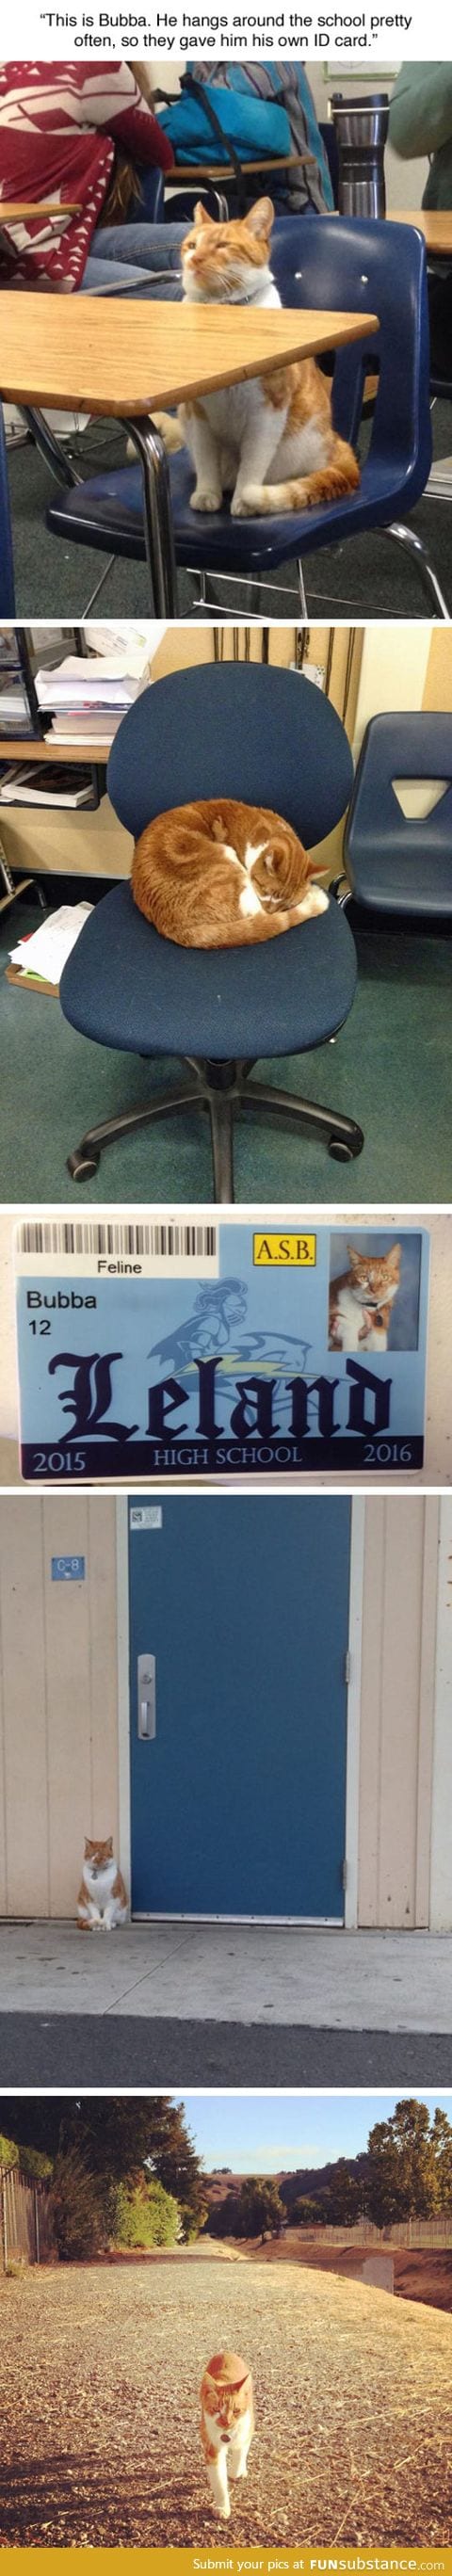 “This is Bubba. He hangs around the school pretty
often, so they gave him his own ID card.”
Feline
A.S.B.
Bubba
12
Leland
2015 HIGH SCHOOL 2016
C-8
Submit your pics at FUNsubstance.com